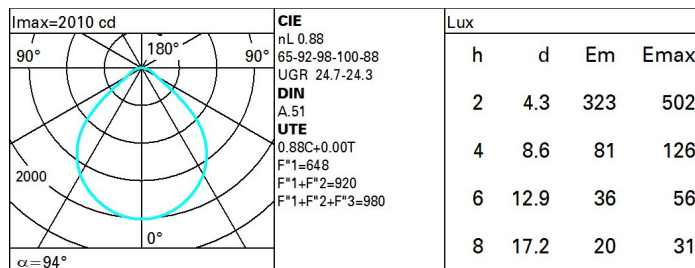 Imax=2010 cd
90°
180°
90°
2000
0°
α=94°
CIE
nL 0.88
65-92-98-100-88
UGR 24.7-24.3
DIN
A.51
UTE
0.88C+0.00T
F"1=648
F"1+F"2=920
F"1+F"2+F"3=980
Lux
h d Em Emax
2 4.3 323 502
4 8.6 81 126
6 12.9 36 56
8 17.2 20 31